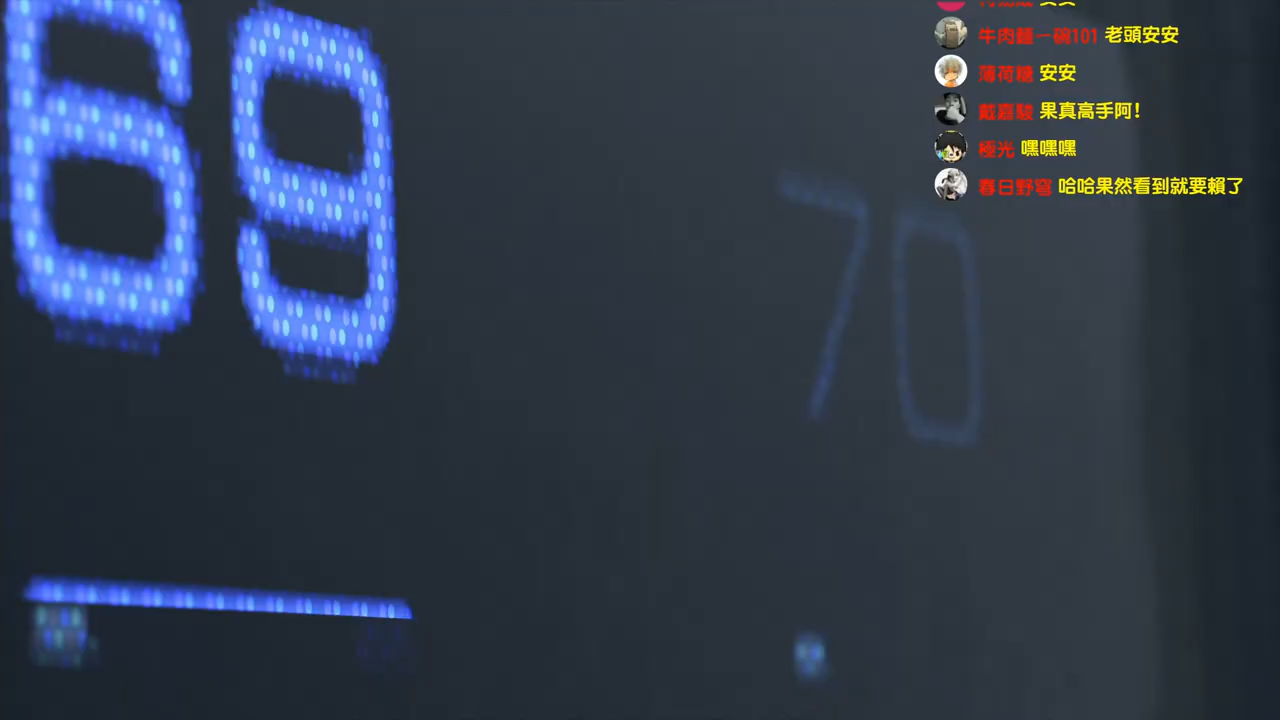 69
70
牛肉麵一碗101 老頭安安
薄荷糖 安安
戴嘉駿 果真高手阿!
極光 嘿嘿嘿
春日野穹 哈哈果然看到就要賴了